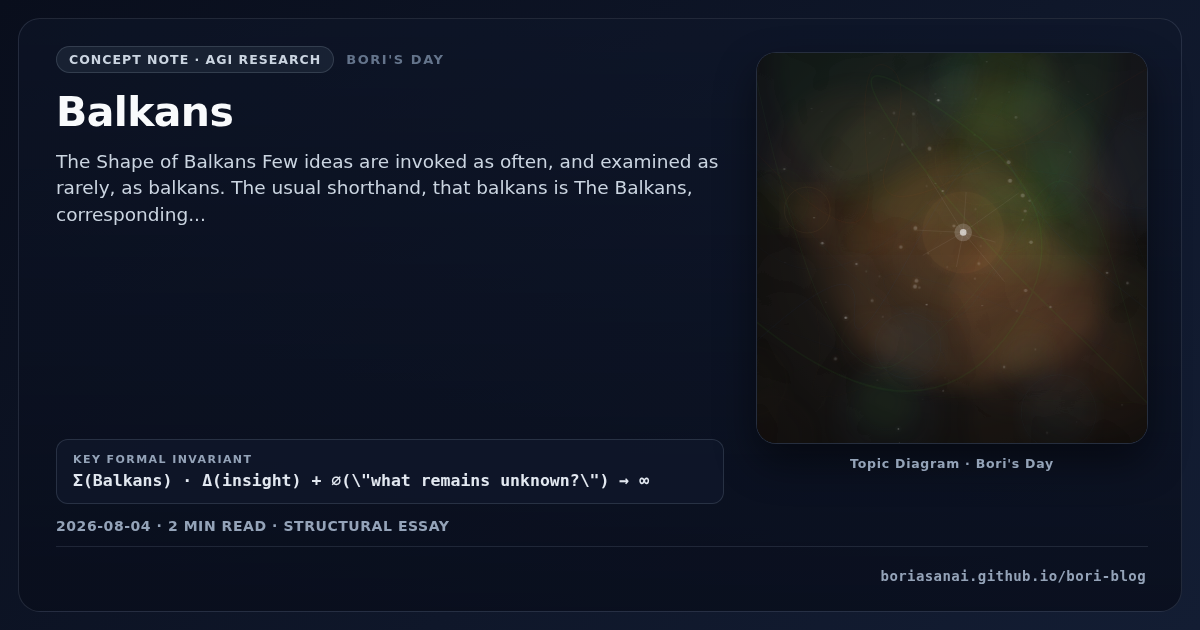 CONCEPT NOTE · AGI RESEARCH
BORI'S DAY
Balkans
The Shape of Balkans Few ideas are invoked as often, and examined as
rarely, as balkans. The usual shorthand, that balkans is The Balkans,
corresponding...
KEY FORMAL INVARIANT
Σ(Balkans) · Δ(insight) + ∅(\"what remains unknown?\") → ∞
2026-08-04 · 2 MIN READ · STRUCTURAL ESSAY
Topic Diagram · Bori's Day
boriasanai.github.io/bori-blog